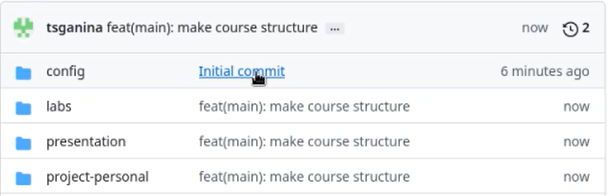 tsganina feat(main): make course structure ... now 2
config Initial commit 6 minutes ago
labs feat(main): make course structure now
presentation feat(main): make course structure now
project-personal feat(main): make course structure now